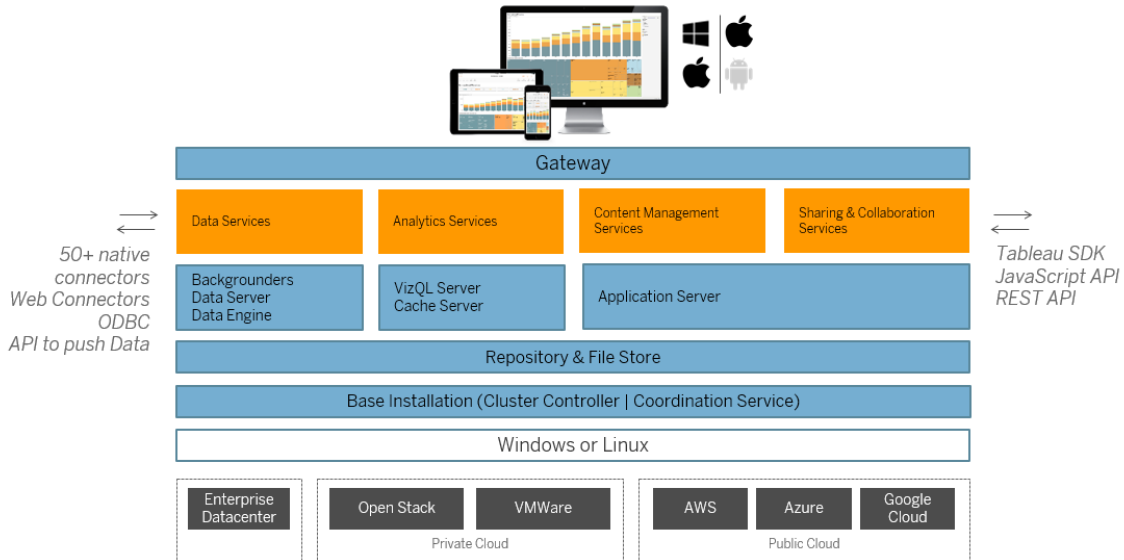 Gateway
Data Services
Analytics Services
Content Management
Services
Sharing & Collaboration
Services
50+ native
connectors
Web Connectors
ODBC
API to push Data
Tableau SDK
JavaScript API
REST API
Backgrounders
Data Server
Data Engine
VizQL Server
Cache Server
Application Server
Repository & File Store
Base Installation (Cluster Controller | Coordination Service)
Windows or Linux
Enterprise
Datacenter
Open Stack
VMWare
Private Cloud
AWS
Azure
Google
Cloud
Public Cloud